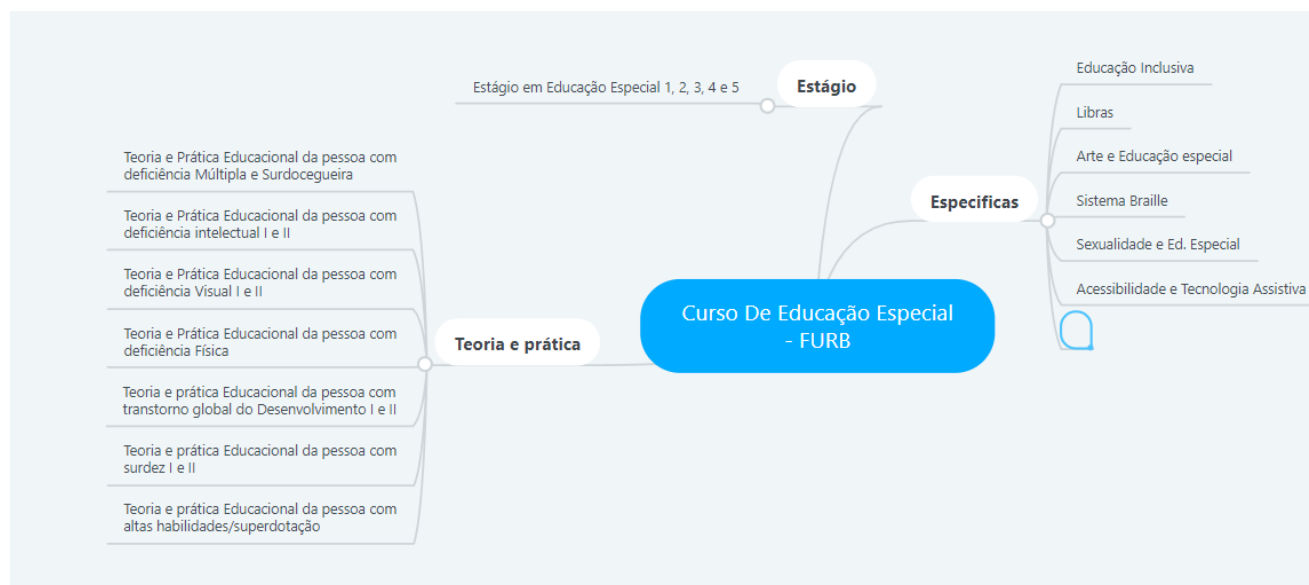 Curso De Educação Especial
- FURB
Estágio
Estágio em Educação Especial 1, 2, 3, 4 e 5
Especificas
Educação Inclusiva
Libras
Arte e Educação especial
Sistema Braille
Sexualidade e Ed. Especial
Acessibilidade e Tecnologia Assistiva
Teoria e prática
Teoria e Prática Educacional da pessoa com
deficiência Múltipla e Surdocegueira
Teoria e Prática Educacional da pessoa com
deficiência intelectual I e II
Teoria e Prática Educacional da pessoa com
deficiência Visual I e II
Teoria e Prática Educacional da pessoa com
deficiência Física
Teoria e prática Educacional da pessoa com
transtorno global do Desenvolvimento I e II
Teoria e prática Educacional da pessoa com
surdez I e II
Teoria e prática Educacional da pessoa com
altas habilidades/superdotação